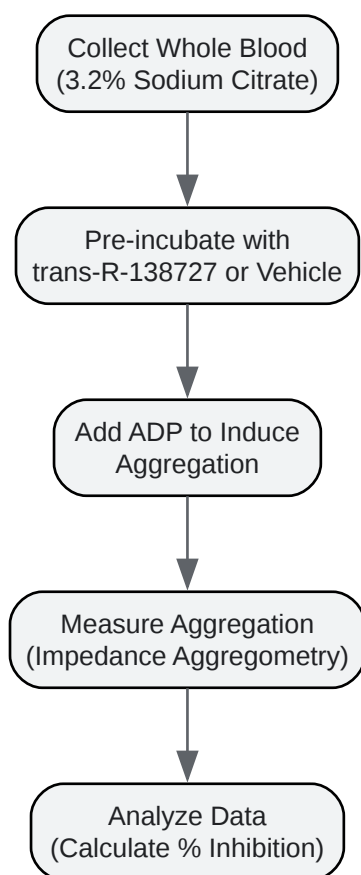 Collect Whole Blood
(3.2% Sodium Citrate)
Pre-incubate with
trans-R-138727 or Vehicle
Add ADP to Induce
Aggregation
Measure Aggregation
(Impedance Aggregometry)
Analyze Data
(Calculate % Inhibition)